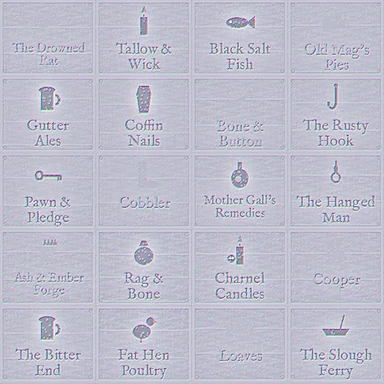 The Drowned
Rat
Tallow &
Wick
Black Salt
Fish
Old Mag's
Pies
Gutter
Ales
Coffin
Nails
Bone &
Button
The Rusty
Hook
Pawn &
Pledge
Cobbler
Mother Gall's
Remedies
The Hanged
Man
Ash & Ember
Forge
Rag &
Bone
Charnel
Candles
Cooper
The Bitter
End
Fat Hen
Poultry
Loaves
The Slough
Ferry